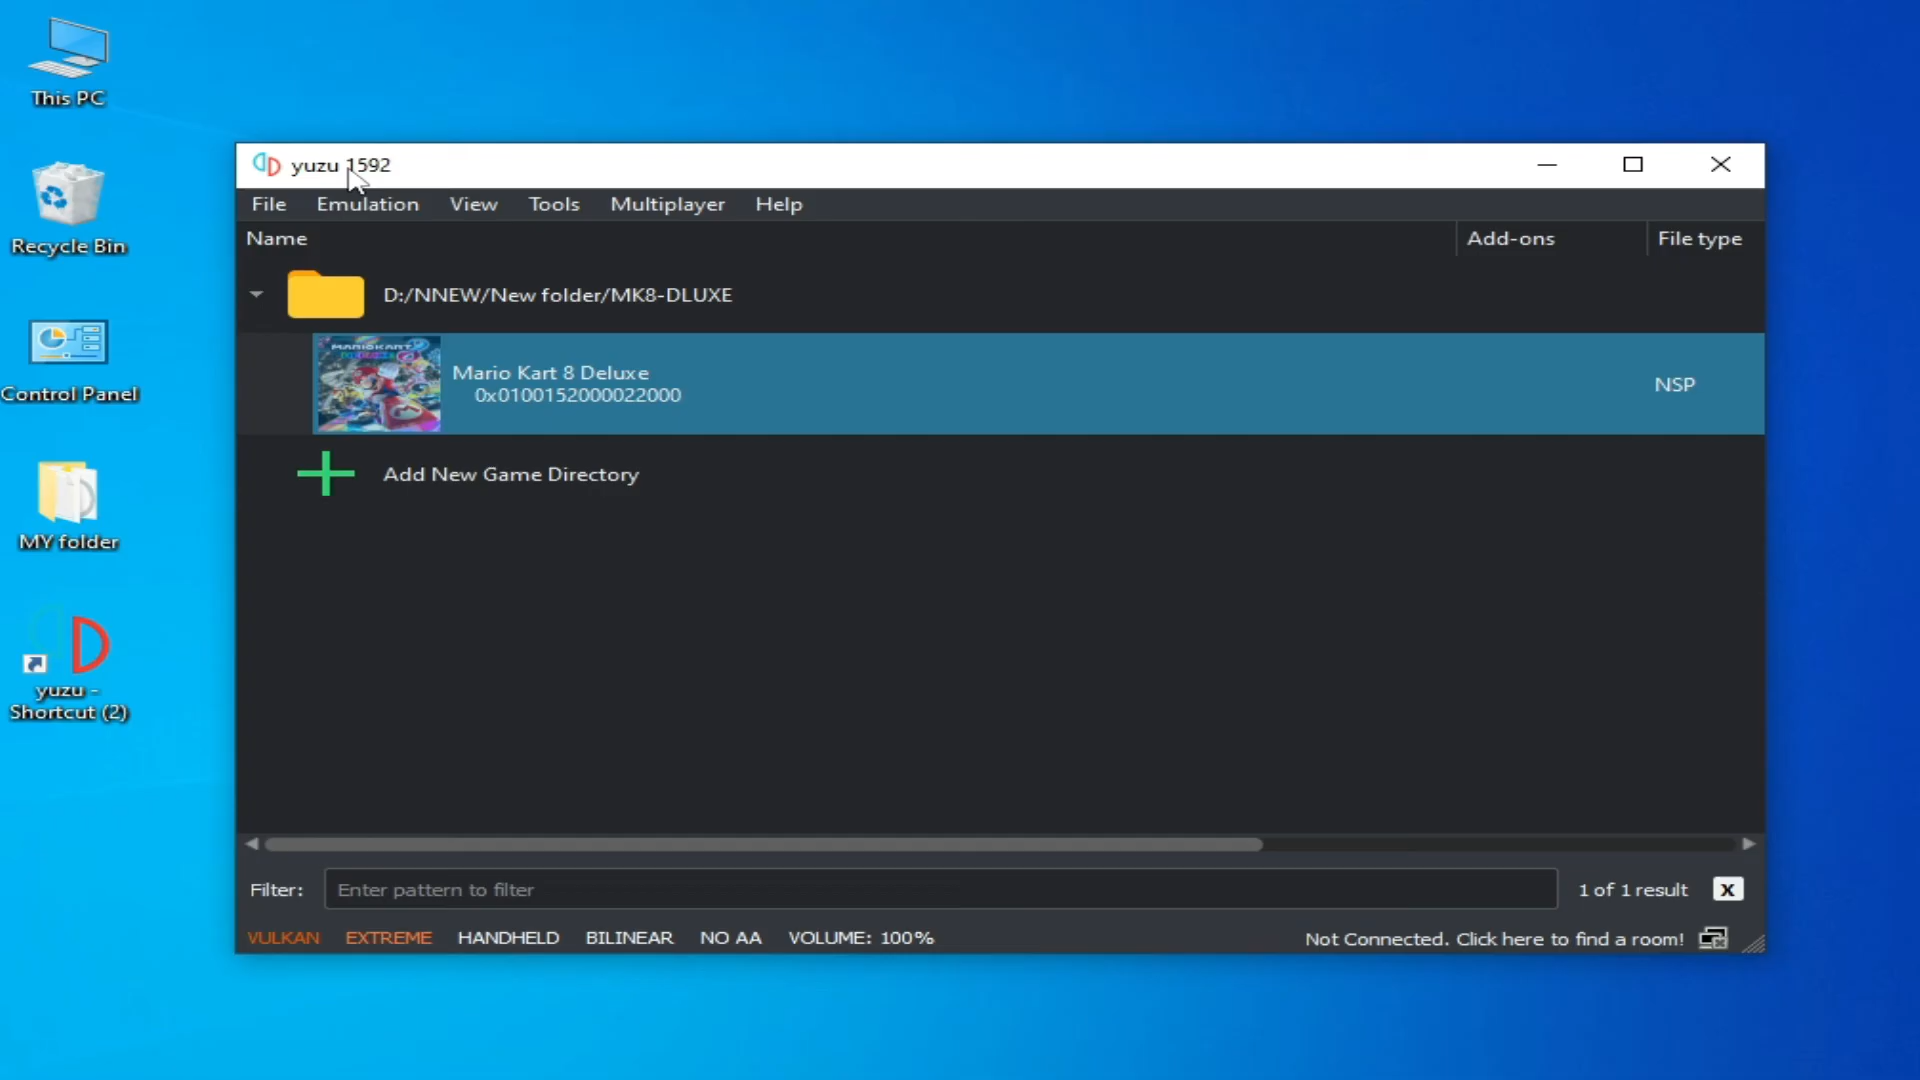 This PC
Recycle Bin
Control Panel
MY folder
yuzu -
Shortcut (2)
yuzu 1592
File Emulation View Tools Multiplayer Help
Name Add-ons File type
D:/NNEW/New folder/MK8-DLUXE
MARIOKART
Mario Kart 8 Deluxe
0x0100152000022000
NSP
Add New Game Directory
Filter: Enter pattern to filter 1 of 1 result X
VULKAN EXTREME HANDHELD BILINEAR NO AA VOLUME: 100% Not Connected. Click here to find a room!